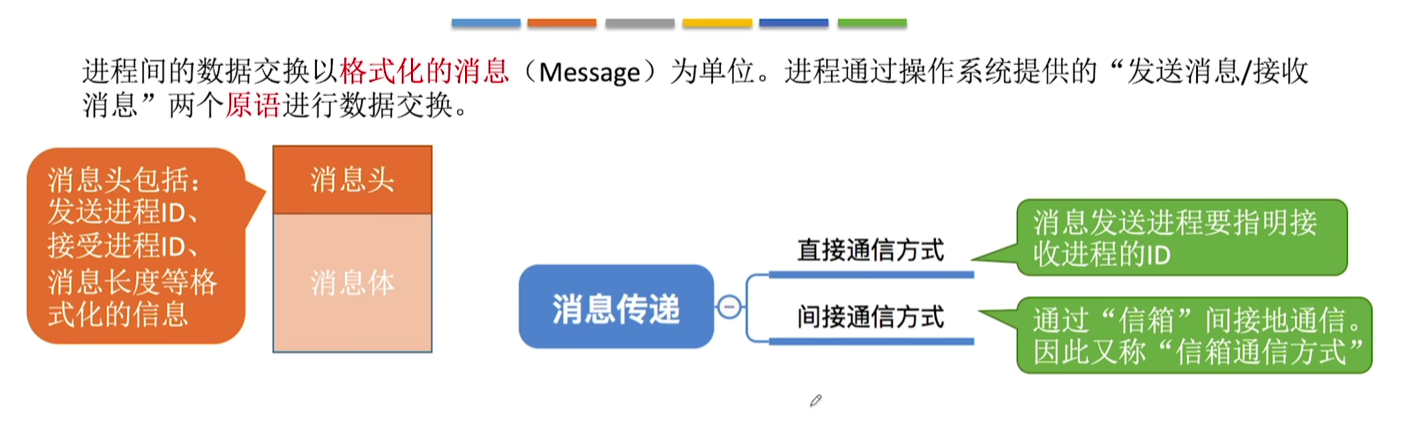 进程间的数据交换以格式化的消息（Message）为单位。进程通过操作系统提供的“发送消息/接收
消息”两个原语进行数据交换。
消息头包括：
发送进程ID、
接受进程ID、
消息长度等格
式化的信息
消息头
消息体
消息传递
直接通信方式
消息发送进程要指明接
收进程的ID
间接通信方式
通过“信箱”间接地通信。
因此又称“信箱通信方式”